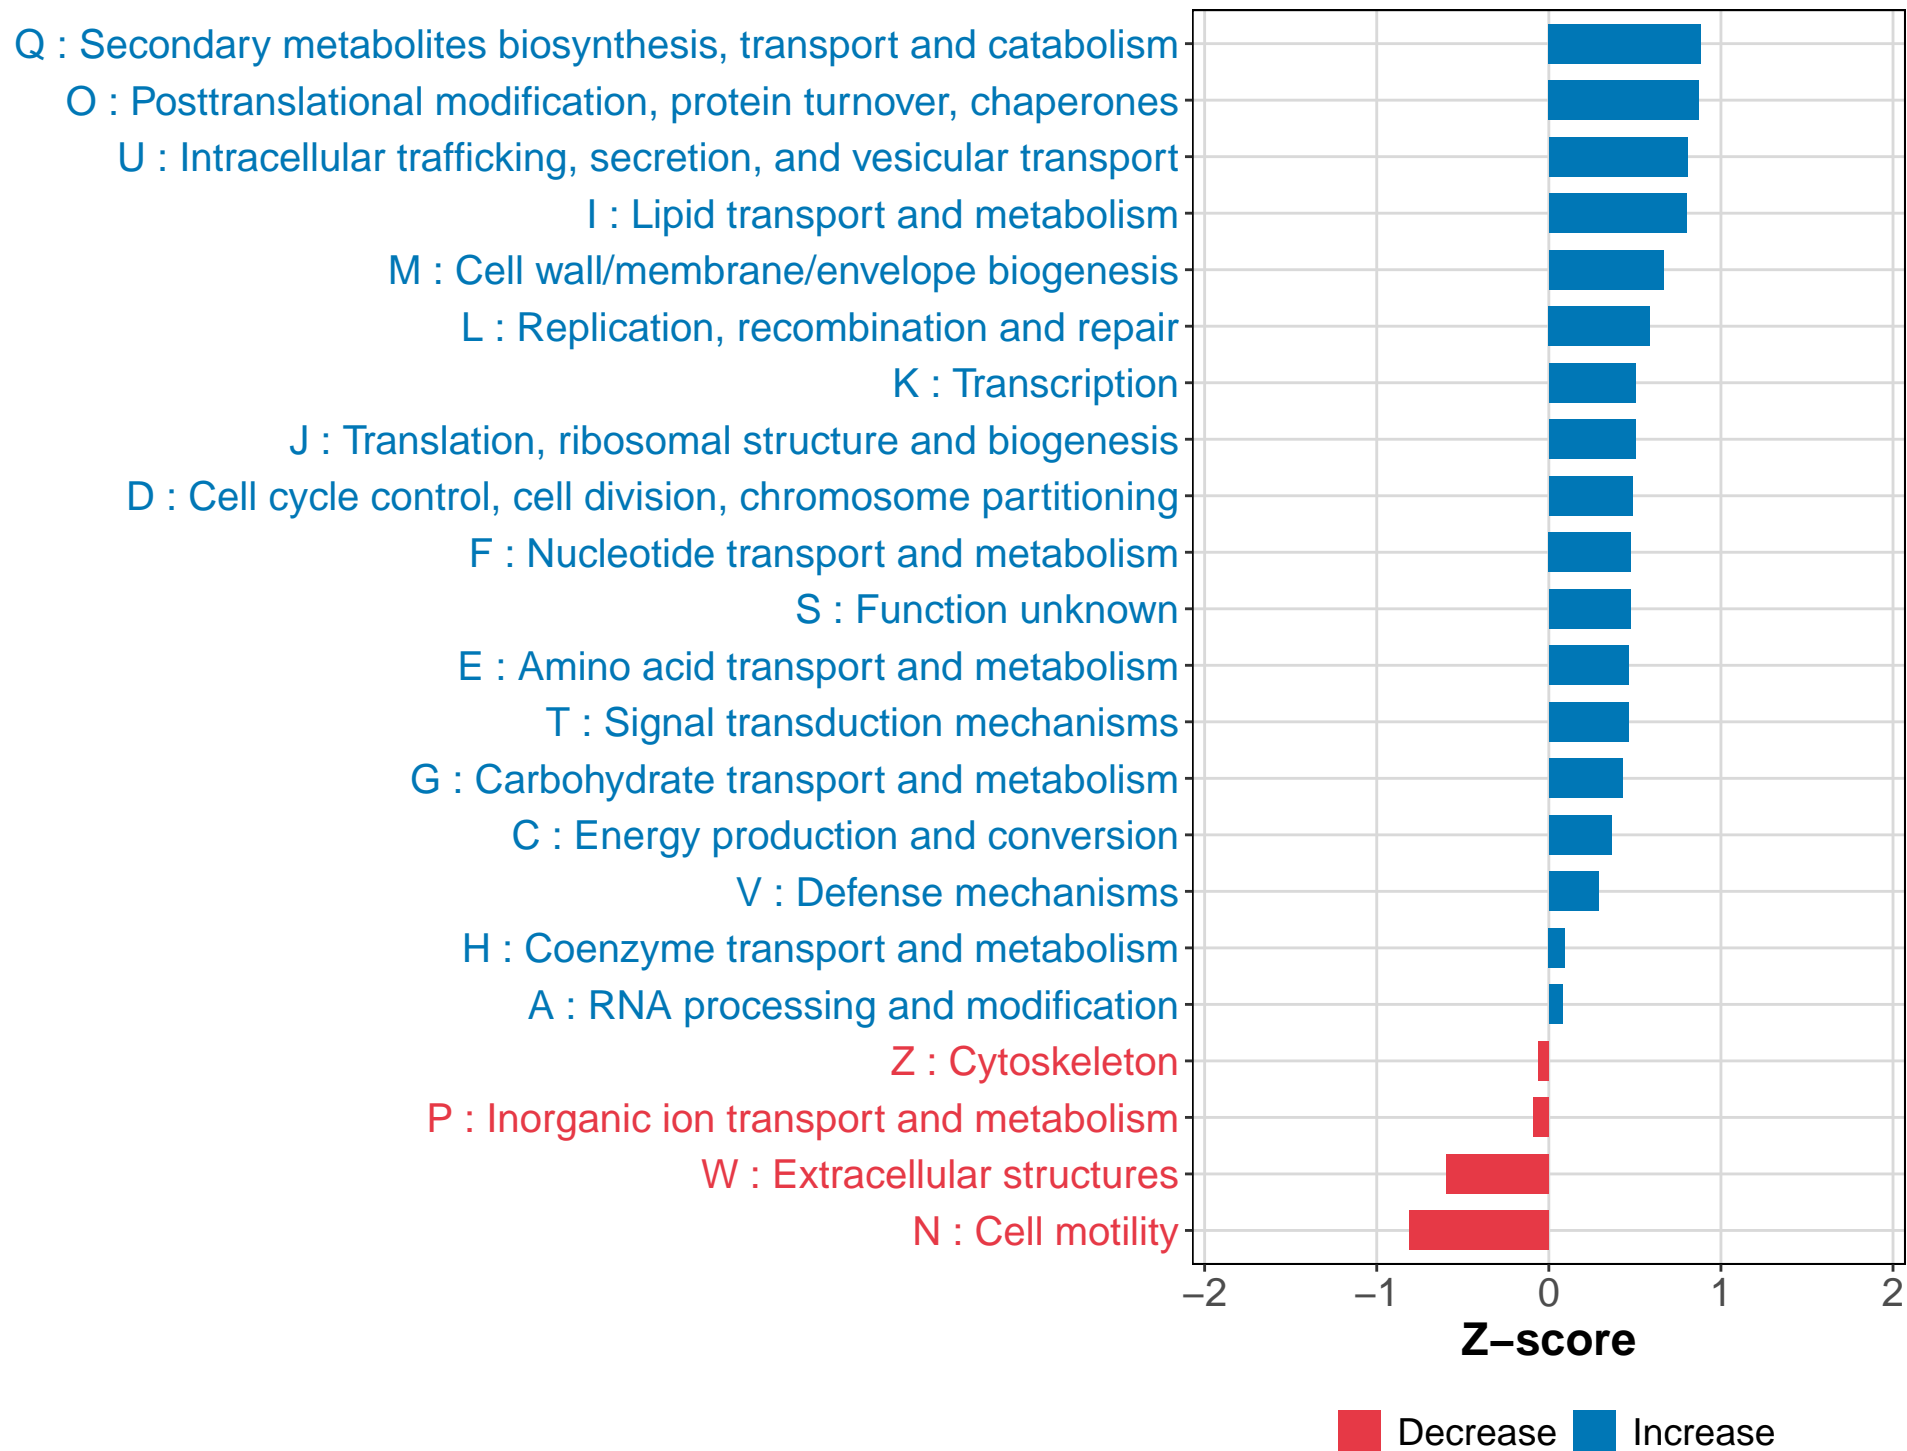 Q : Secondary metabolites biosynthesis, transport and catabolism
O : Posttranslational modification, protein turnover, chaperones
U : Intracellular trafficking, secretion, and vesicular transport
I : Lipid transport and metabolism
M : Cell wall/membrane/envelope biogenesis
L : Replication, recombination and repair
K : Transcription
J : Translation, ribosomal structure and biogenesis
D : Cell cycle control, cell division, chromosome partitioning
F : Nucleotide transport and metabolism
S : Function unknown
E : Amino acid transport and metabolism
T : Signal transduction mechanisms
G : Carbohydrate transport and metabolism
C : Energy production and conversion
V : Defense mechanisms
H : Coenzyme transport and metabolism
A : RNA processing and modification
Z : Cytoskeleton
P : Inorganic ion transport and metabolism
W : Extracellular structures
N : Cell motility
−2 −1 0 1 2
Z−score
Decrease Increase